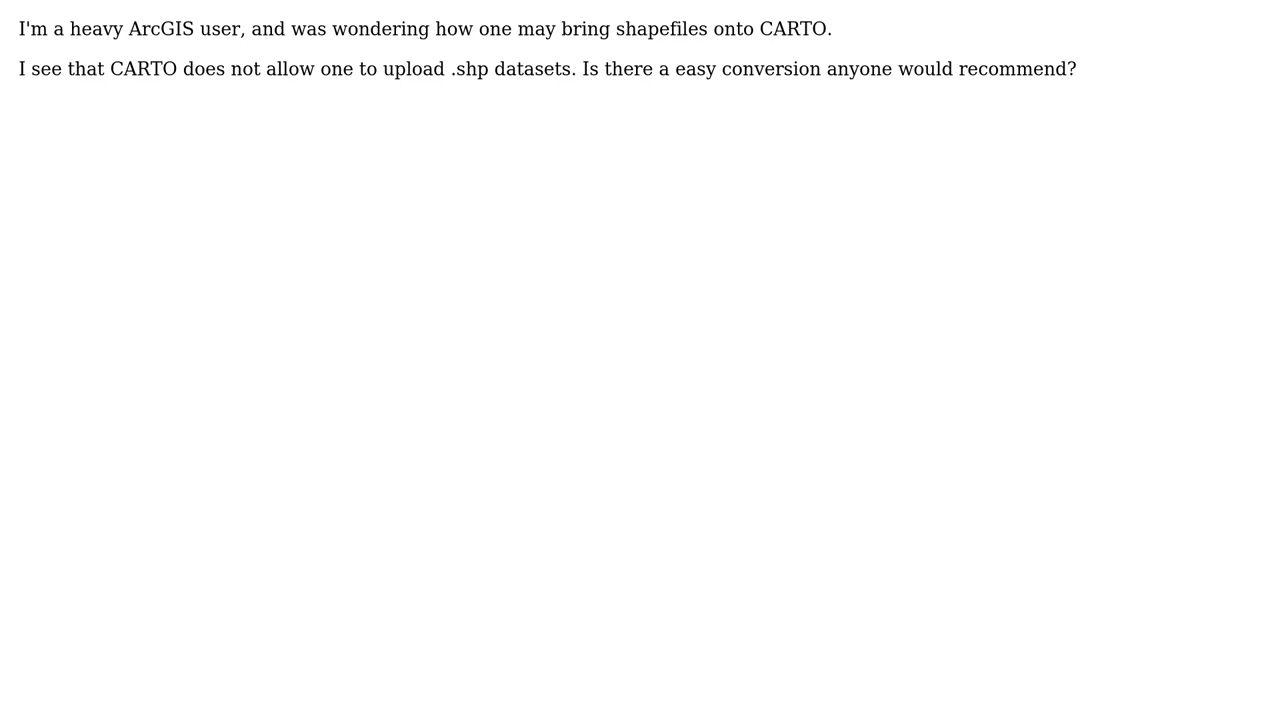 I'm a heavy ArcGIS user, and was wondering how one may bring shapefiles onto CARTO.
I see that CARTO does not allow one to upload .shp datasets. Is there a easy conversion anyone would recommend?